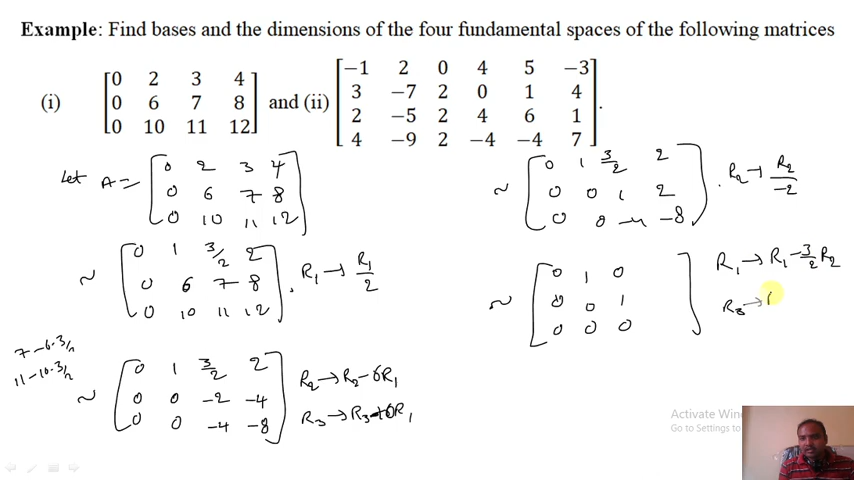 Example: Find bases and the dimensions of the four fundamental spaces of the following matrices
(i) [0 2 3 4
0 6 7 8
0 10 11 12] and (ii) [−1 2 0 4 5 −3
3 −7 2 0 1 4
2 −5 2 4 6 1
4 −9 2 −4 −4 7].
Let A = [0 2 3 4
0 6 7 8
0 10 11 12]
~ [0 1 3/2 2
0 6 7 8
0 10 11 12] . R₁ → R₁/2
7 − 6·3/2
11 − 10·3/2
~ [0 1 3/2 2
0 0 −2 −4
0 0 −4 −8]
R₂ → R₂ − 6R₁
R₃ → R₃ − 10R₁
~ [0 1 3/2 2
0 0 1 2
0 0 −4 −8] . R₂ → R₂/−2
~ [0 1 0
0 0 1
0 0 0]
R₁ → R₁ − 3/2 R₂
R₃ →
Activate Win
Go to Settings to